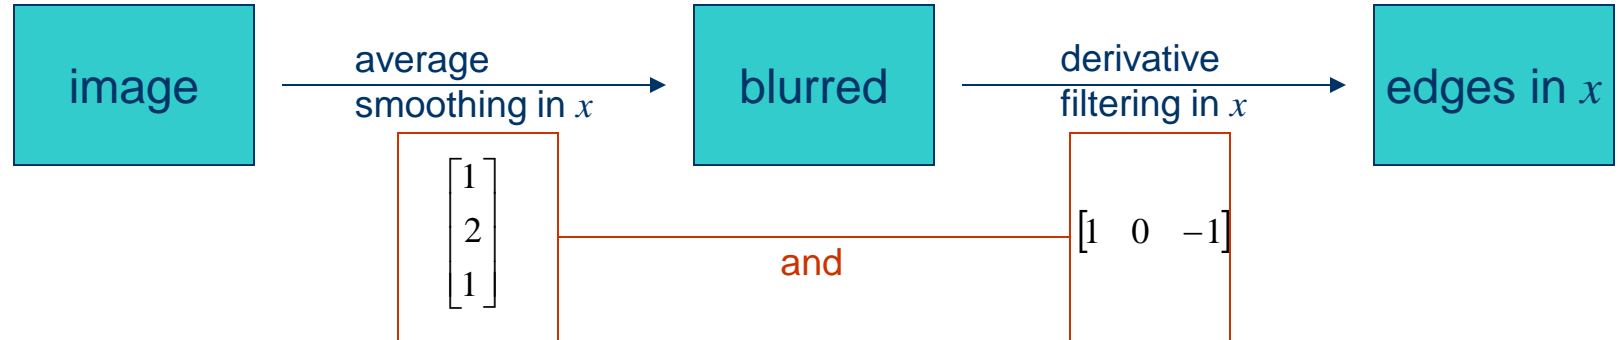 image
average
smoothing in x
blurred
derivative
filtering in x
edges in x
[1
2
1]
and
[1 0 −1]